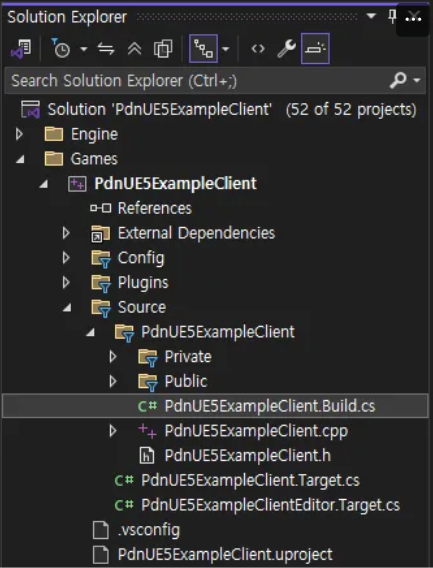 Solution Explorer
Search Solution Explorer (Ctrl+;)
Solution 'PdnUE5ExampleClient' (52 of 52 projects)
Engine
Games
PdnUE5ExampleClient
References
External Dependencies
Config
Plugins
Source
PdnUE5ExampleClient
Private
Public
C# PdnUE5ExampleClient.Build.cs
++ PdnUE5ExampleClient.cpp
h PdnUE5ExampleClient.h
C# PdnUE5ExampleClient.Target.cs
C# PdnUE5ExampleClientEditor.Target.cs
.vsconfig
PdnUE5ExampleClient.uproject